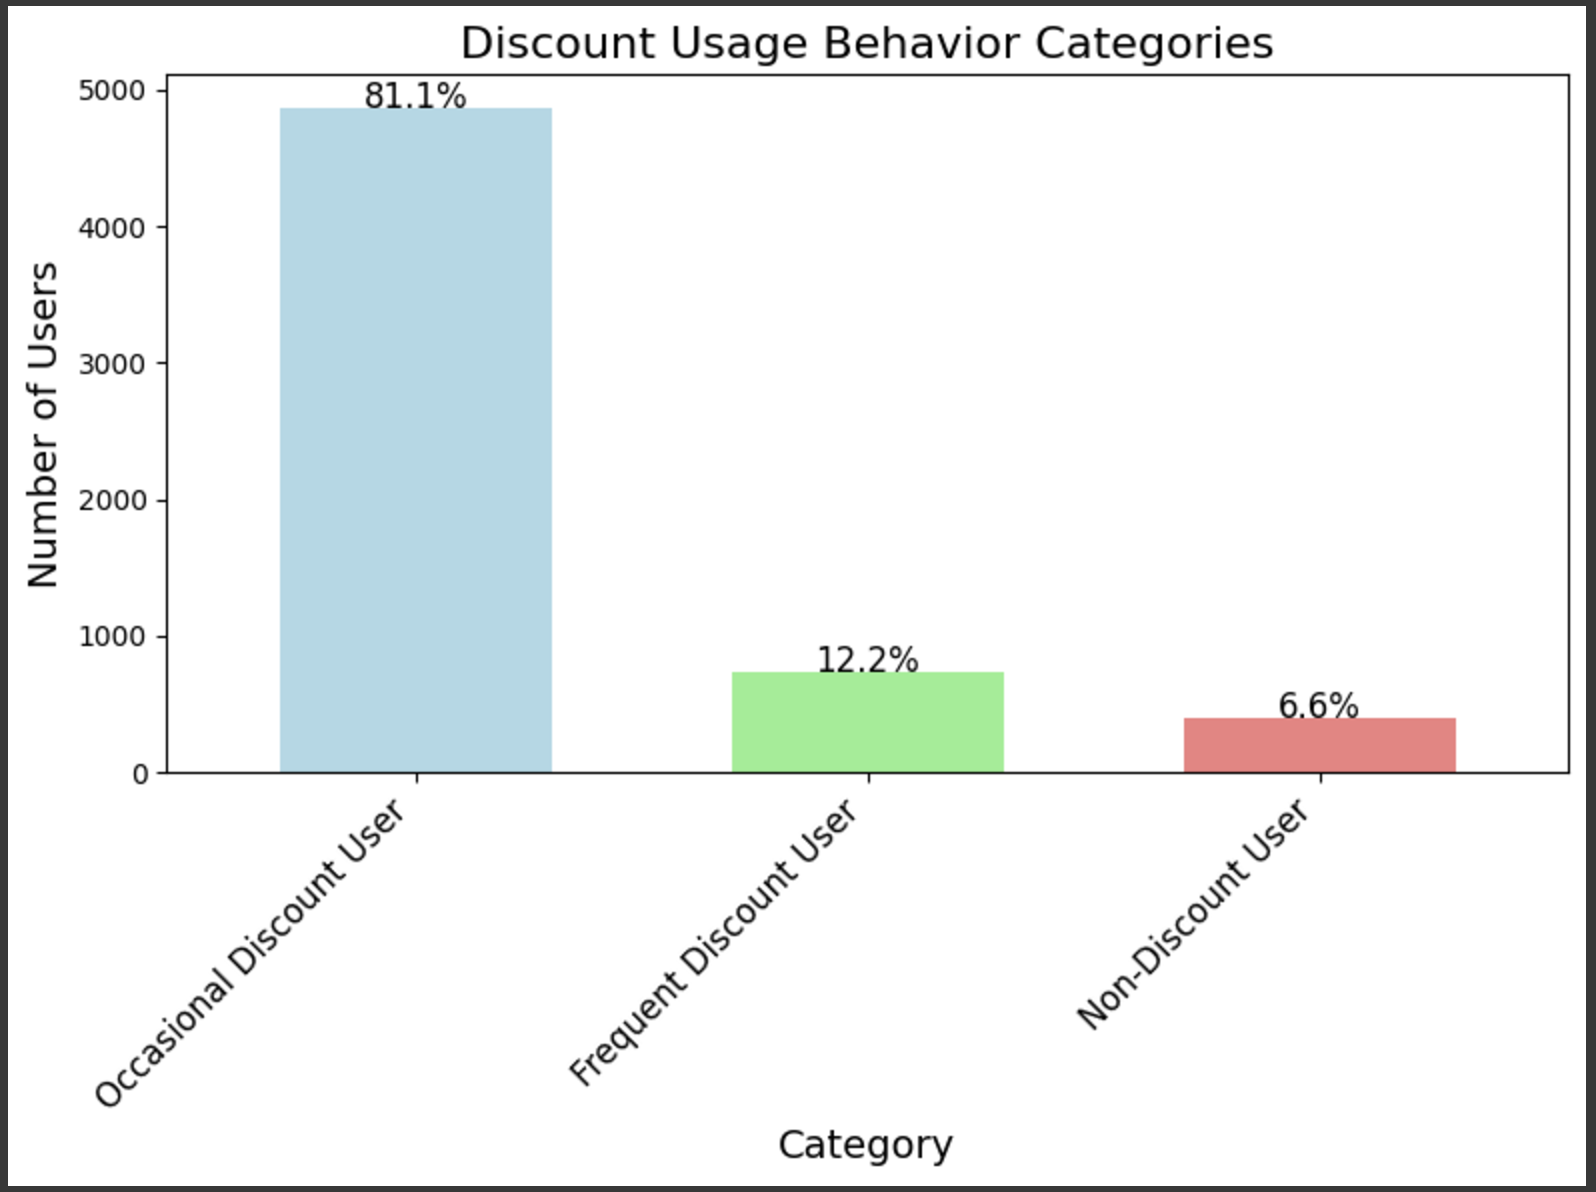 Discount Usage Behavior Categories
5000
4000
3000
2000
1000
0
Number of Users
81.1%
12.2%
6.6%
Occasional Discount User
Frequent Discount User
Non-Discount User
Category